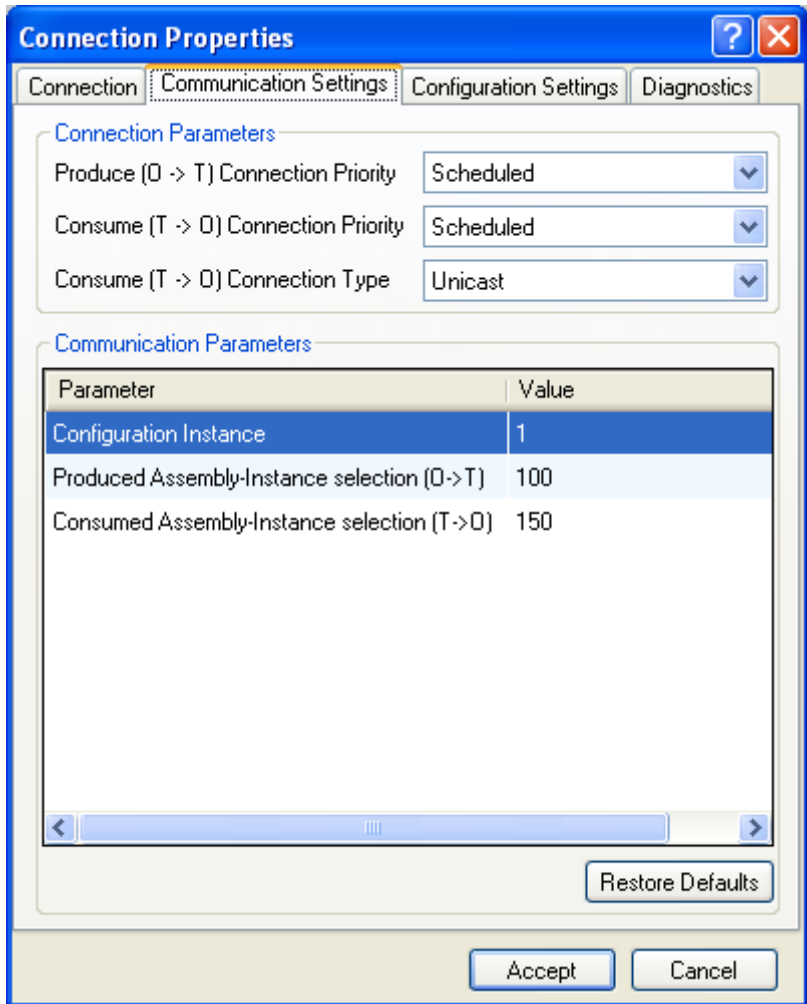 Connection Properties
Connection Communication Settings Configuration Settings Diagnostics
Connection Parameters
Produce (O -> T) Connection Priority Scheduled
Consume (T -> O) Connection Priority Scheduled
Consume (T -> O) Connection Type Unicast
Communication Parameters
Parameter Value
Configuration Instance 1
Produced Assembly-Instance selection (O->T) 100
Consumed Assembly-Instance selection (T->O) 150
Restore Defaults
Accept Cancel